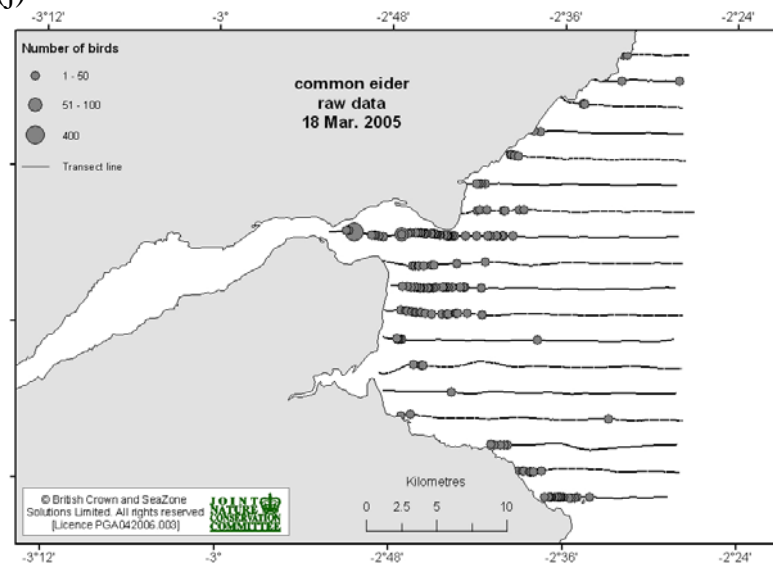 (j)
-3°12' -3° -2°48' -2°36' -2°24'
Number of birds
1 - 50
51 - 100
400
Transect line
common eider
raw data
18 Mar. 2005
Kilometres
0 2.5 5 10
© British Crown and SeaZone
Solutions Limited. All rights reserved
[Licence PGA042006.003]
JOINT
NATURE
CONSERVATION
COMMITTEE
-3°12' -3° -2°48' -2°36' -2°24'